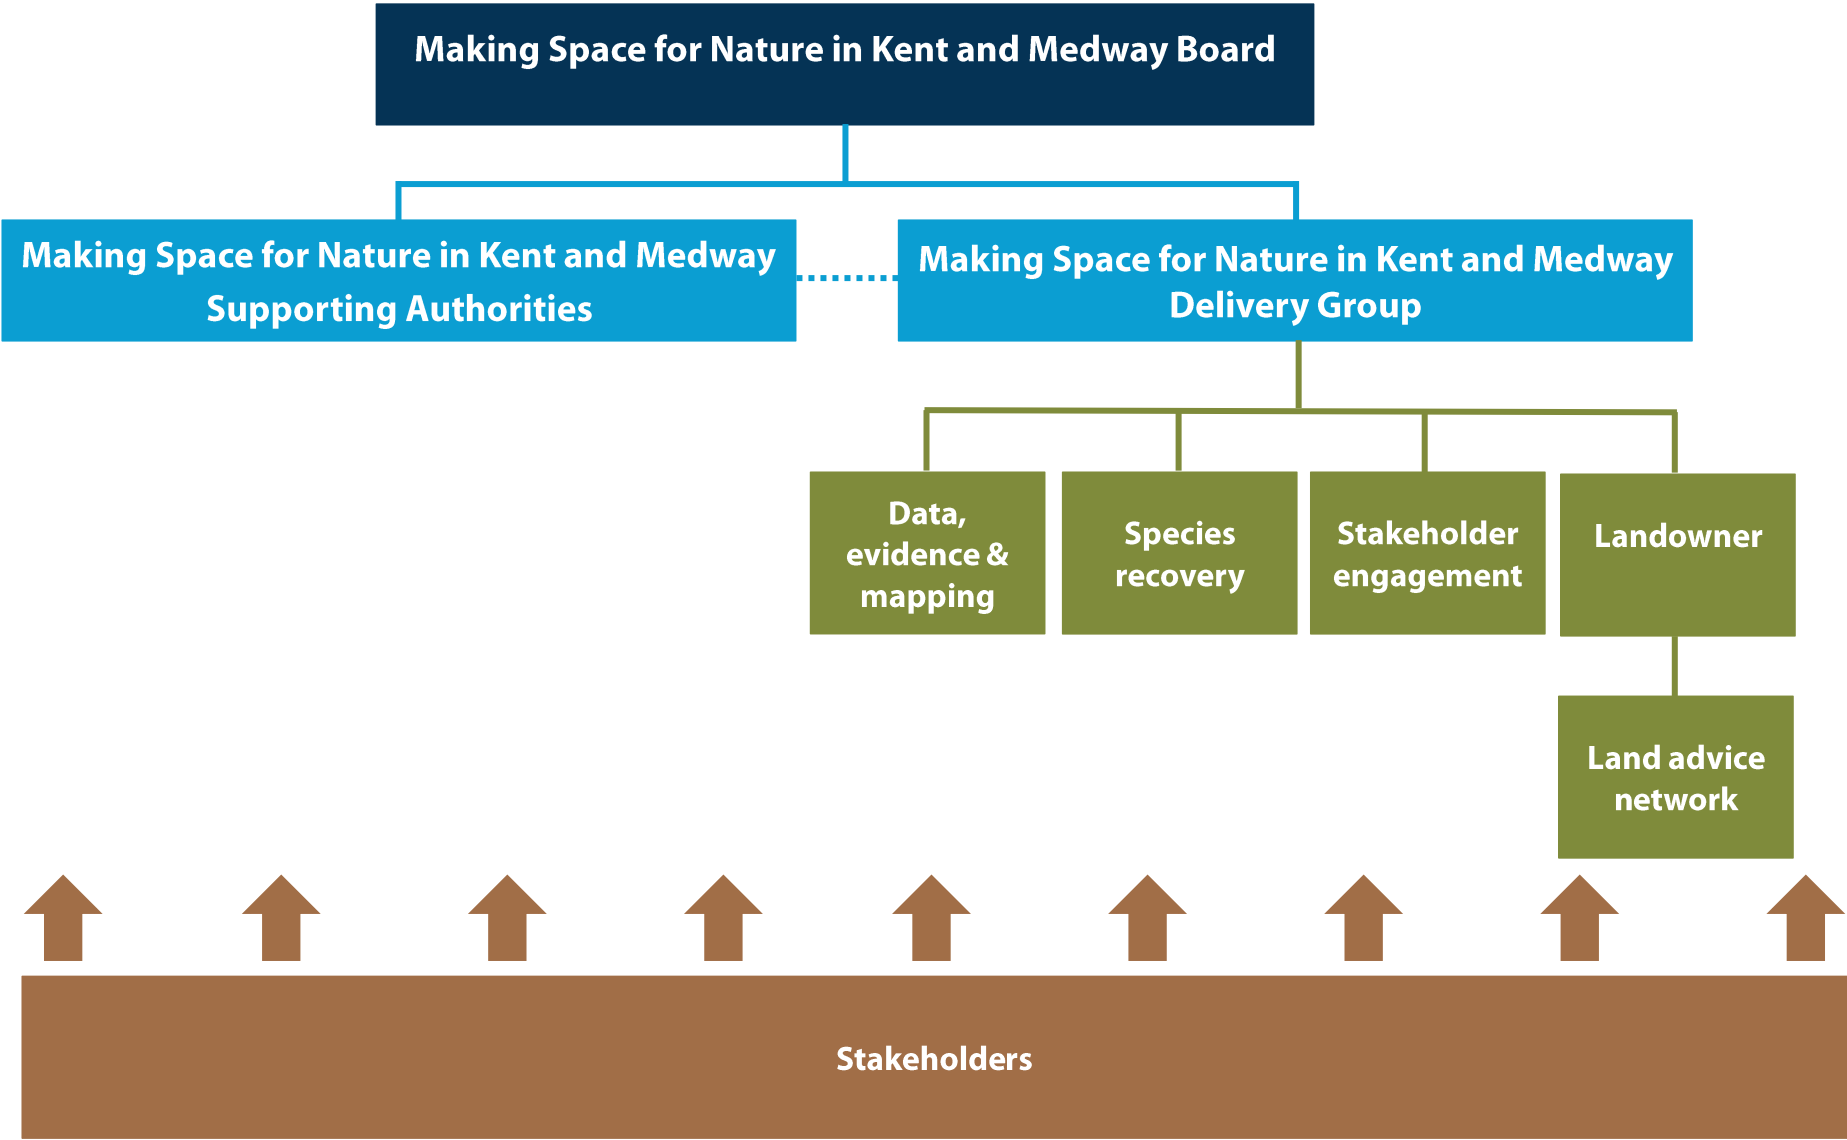 Making Space for Nature in Kent and Medway Board
Making Space for Nature in Kent and Medway
Supporting Authorities
Making Space for Nature in Kent and Medway
Delivery Group
Data,
evidence &
mapping
Species
recovery
Stakeholder
engagement
Landowner
Land advice
network
Stakeholders